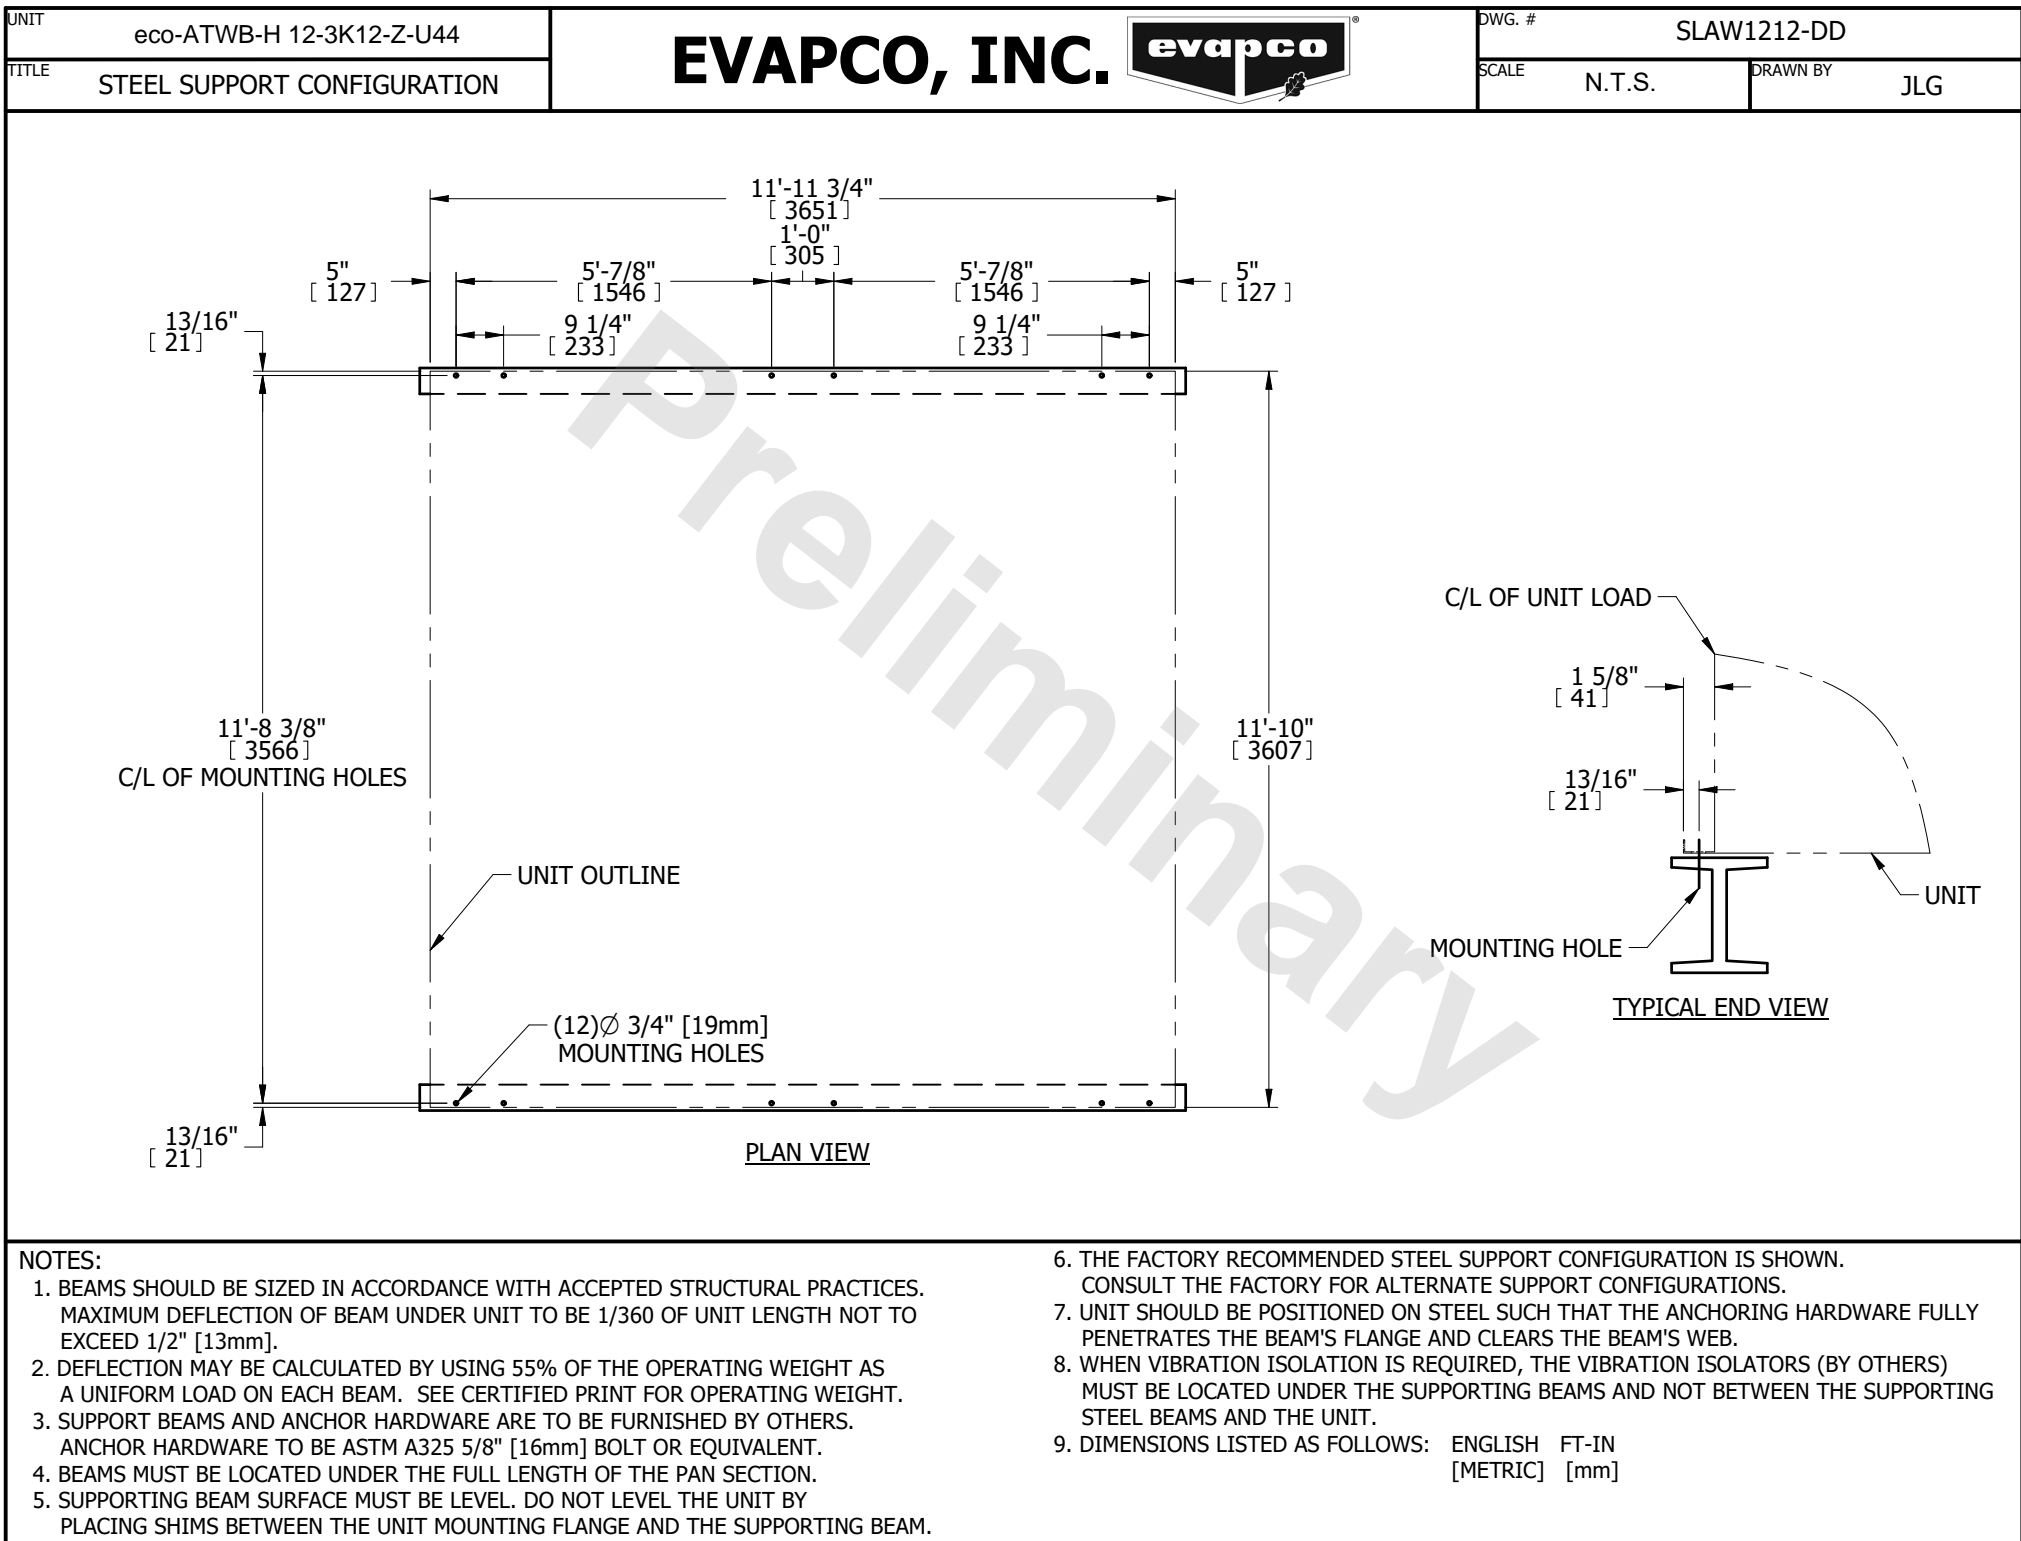 UNIT
eco-ATWB-H 12-3K12-Z-U44
TITLE
STEEL SUPPORT CONFIGURATION
EVAPCO, INC.
evapco®
DWG. #
SLAW1212-DD
SCALE
N.T.S.
DRAWN BY
JLG
11'-11 3/4"
[ 3651]
1'-0"
[ 305 ]
5"
[ 127]
5'-7/8"
[ 1546 ]
5'-7/8"
[ 1546 ]
5"
[ 127 ]
13/16"
[ 21]
9 1/4"
[ 233]
9 1/4"
[ 233 ]
Preliminary
C/L OF UNIT LOAD
1 5/8"
[ 41]
11'-8 3/8"
[ 3566]
C/L OF MOUNTING HOLES
11'-10"
[ 3607]
13/16"
[ 21]
UNIT OUTLINE
UNIT
MOUNTING HOLE
TYPICAL END VIEW
(12)∅ 3/4" [19mm]
MOUNTING HOLES
13/16"
[ 21]
PLAN VIEW
NOTES:
1. BEAMS SHOULD BE SIZED IN ACCORDANCE WITH ACCEPTED STRUCTURAL PRACTICES.
MAXIMUM DEFLECTION OF BEAM UNDER UNIT TO BE 1/360 OF UNIT LENGTH NOT TO
EXCEED 1/2" [13mm].
2. DEFLECTION MAY BE CALCULATED BY USING 55% OF THE OPERATING WEIGHT AS
A UNIFORM LOAD ON EACH BEAM. SEE CERTIFIED PRINT FOR OPERATING WEIGHT.
3. SUPPORT BEAMS AND ANCHOR HARDWARE ARE TO BE FURNISHED BY OTHERS.
ANCHOR HARDWARE TO BE ASTM A325 5/8" [16mm] BOLT OR EQUIVALENT.
4. BEAMS MUST BE LOCATED UNDER THE FULL LENGTH OF THE PAN SECTION.
5. SUPPORTING BEAM SURFACE MUST BE LEVEL. DO NOT LEVEL THE UNIT BY
PLACING SHIMS BETWEEN THE UNIT MOUNTING FLANGE AND THE SUPPORTING BEAM.
6. THE FACTORY RECOMMENDED STEEL SUPPORT CONFIGURATION IS SHOWN.
CONSULT THE FACTORY FOR ALTERNATE SUPPORT CONFIGURATIONS.
7. UNIT SHOULD BE POSITIONED ON STEEL SUCH THAT THE ANCHORING HARDWARE FULLY
PENETRATES THE BEAM'S FLANGE AND CLEARS THE BEAM'S WEB.
8. WHEN VIBRATION ISOLATION IS REQUIRED, THE VIBRATION ISOLATORS (BY OTHERS)
MUST BE LOCATED UNDER THE SUPPORTING BEAMS AND NOT BETWEEN THE SUPPORTING
STEEL BEAMS AND THE UNIT.
9. DIMENSIONS LISTED AS FOLLOWS: ENGLISH FT-IN
[METRIC] [mm]